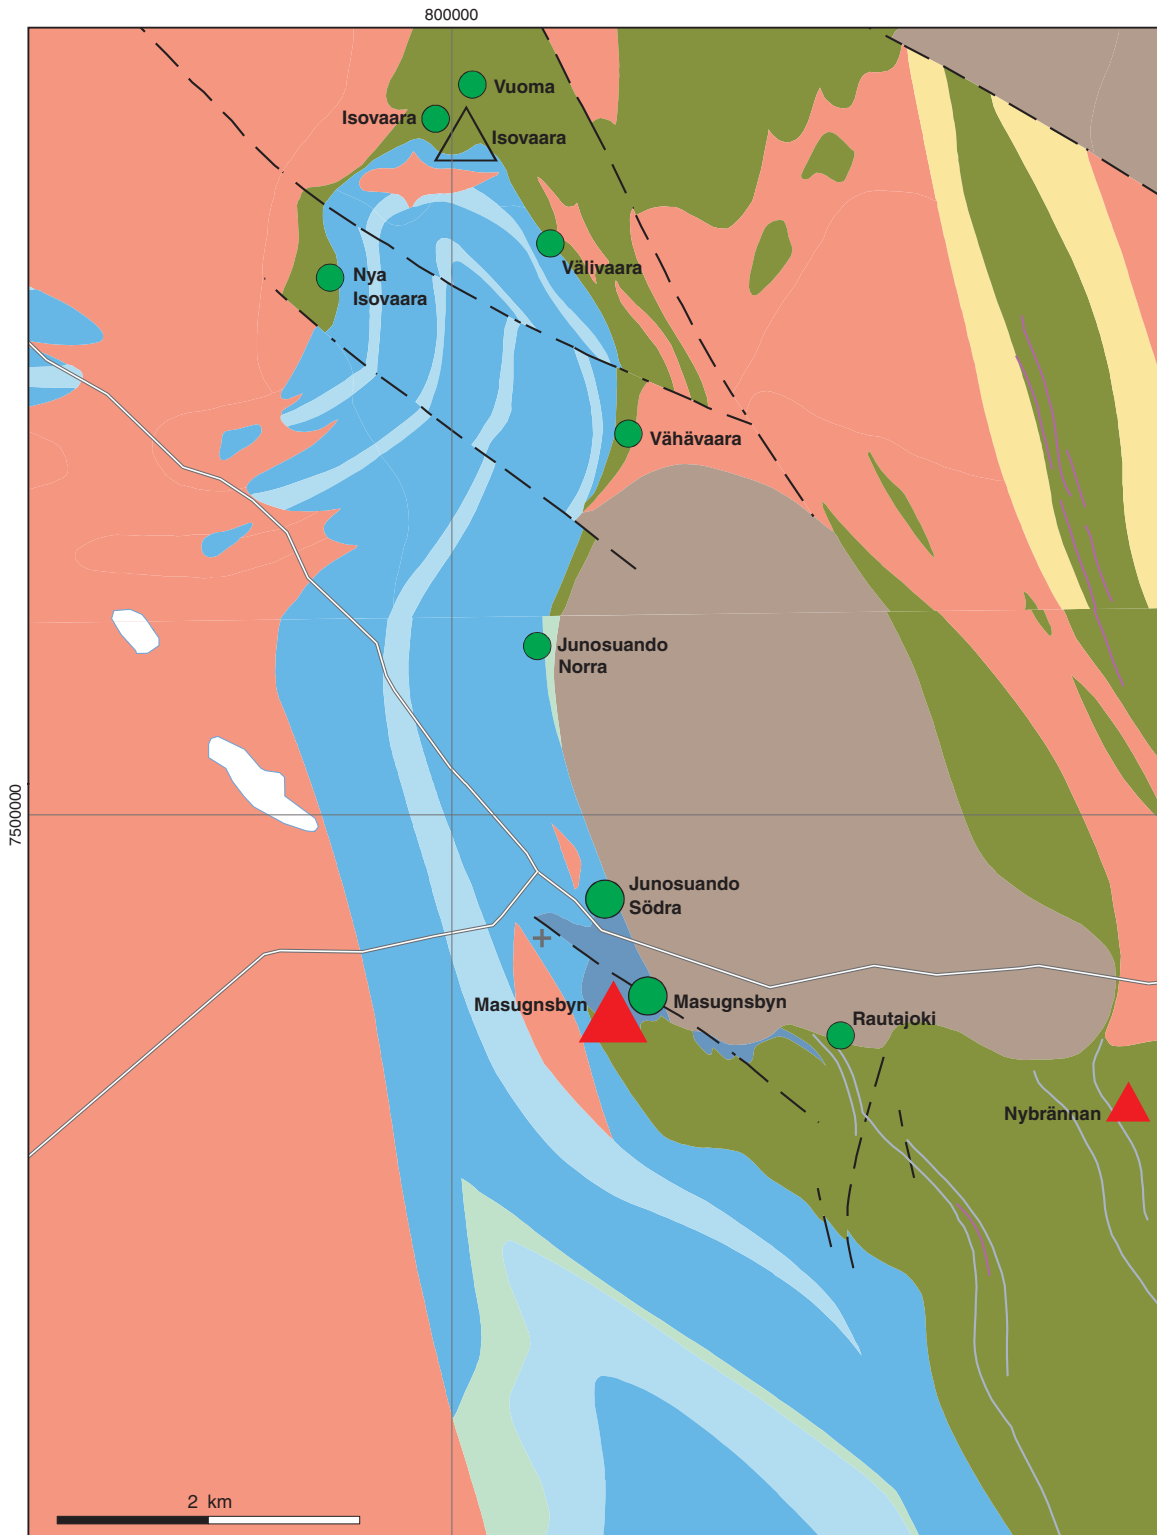 800000
Vuoma
Isovaara
Isovaara
Välivaara
Nya
Isovaara
Vähävaara
Junosuando
Norra
7500000
Junosuando
Södra
Masugnsbyn
Masugnsbyn
Rautajoki
Nybrännan
2 km